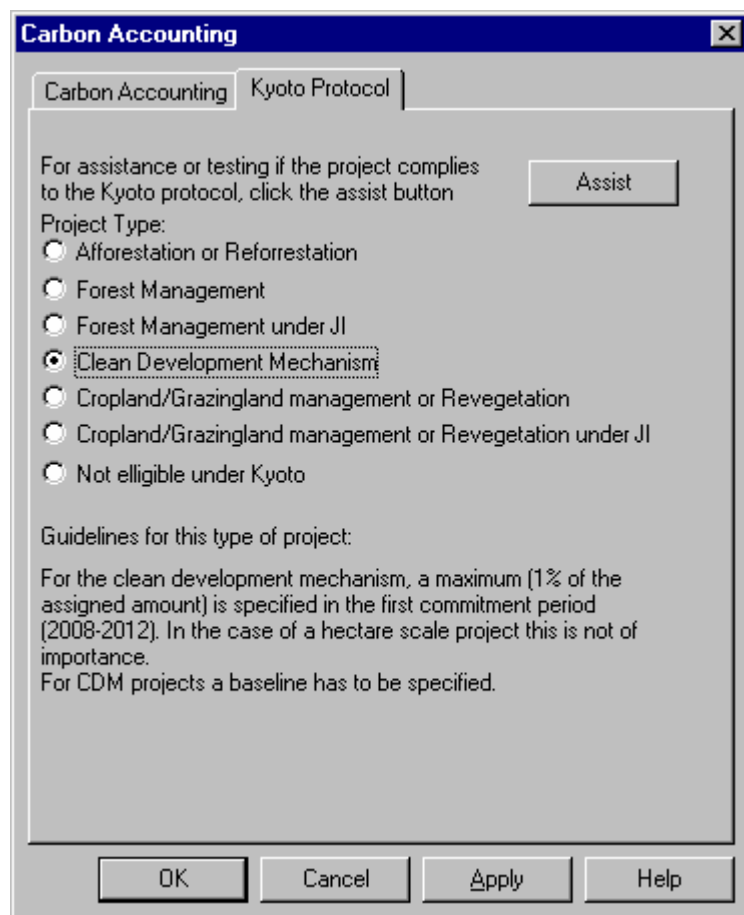 Carbon Accounting
Carbon Accounting
Kyoto Protocol
For assistance or testing if the project complies
to the Kyoto protocol, click the assist button
Assist
Project Type:
Afforestation or Reforrestation
Forest Management
Forest Management under JI
Clean Development Mechanism
Cropland/Grazingland management or Revegetation
Cropland/Grazingland management or Revegetation under JI
Not elligible under Kyoto
Guidelines for this type of project:
For the clean development mechanism, a maximum (1% of the
assigned amount) is specified in the first commitment period
(2008-2012). In the case of a hectare scale project this is not of
importance.
For CDM projects a baseline has to be specified.
OK
Cancel
Apply
Help